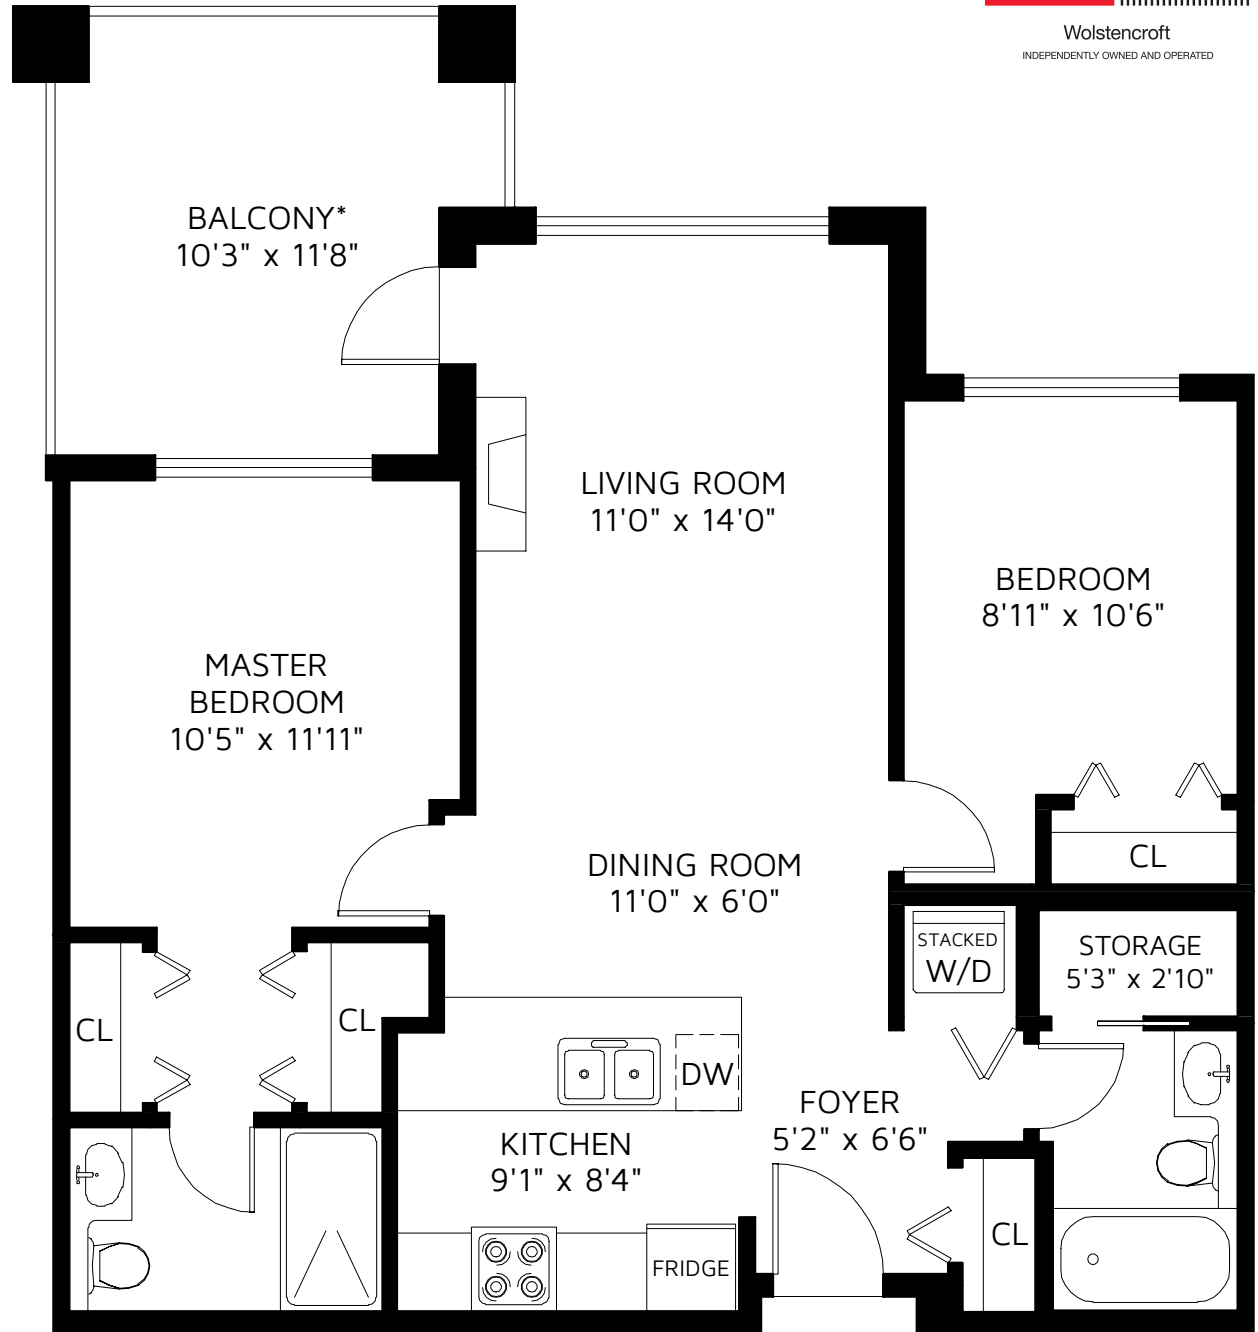 Wolstencroft
INDEPENDENTLY OWNED AND OPERATED
BALCONY*
10'3" x 11'8"
LIVING ROOM
11'0" x 14'0"
BEDROOM
8'11" x 10'6"
MASTER
BEDROOM
10'5" x 11'11"
CL
DINING ROOM
11'0" x 6'0"
STACKED
W/D
STORAGE
5'3" x 2'10"
CL
CL
DW
FOYER
5'2" x 6'6"
KITCHEN
9'1" x 8'4"
CL
FRIDGE